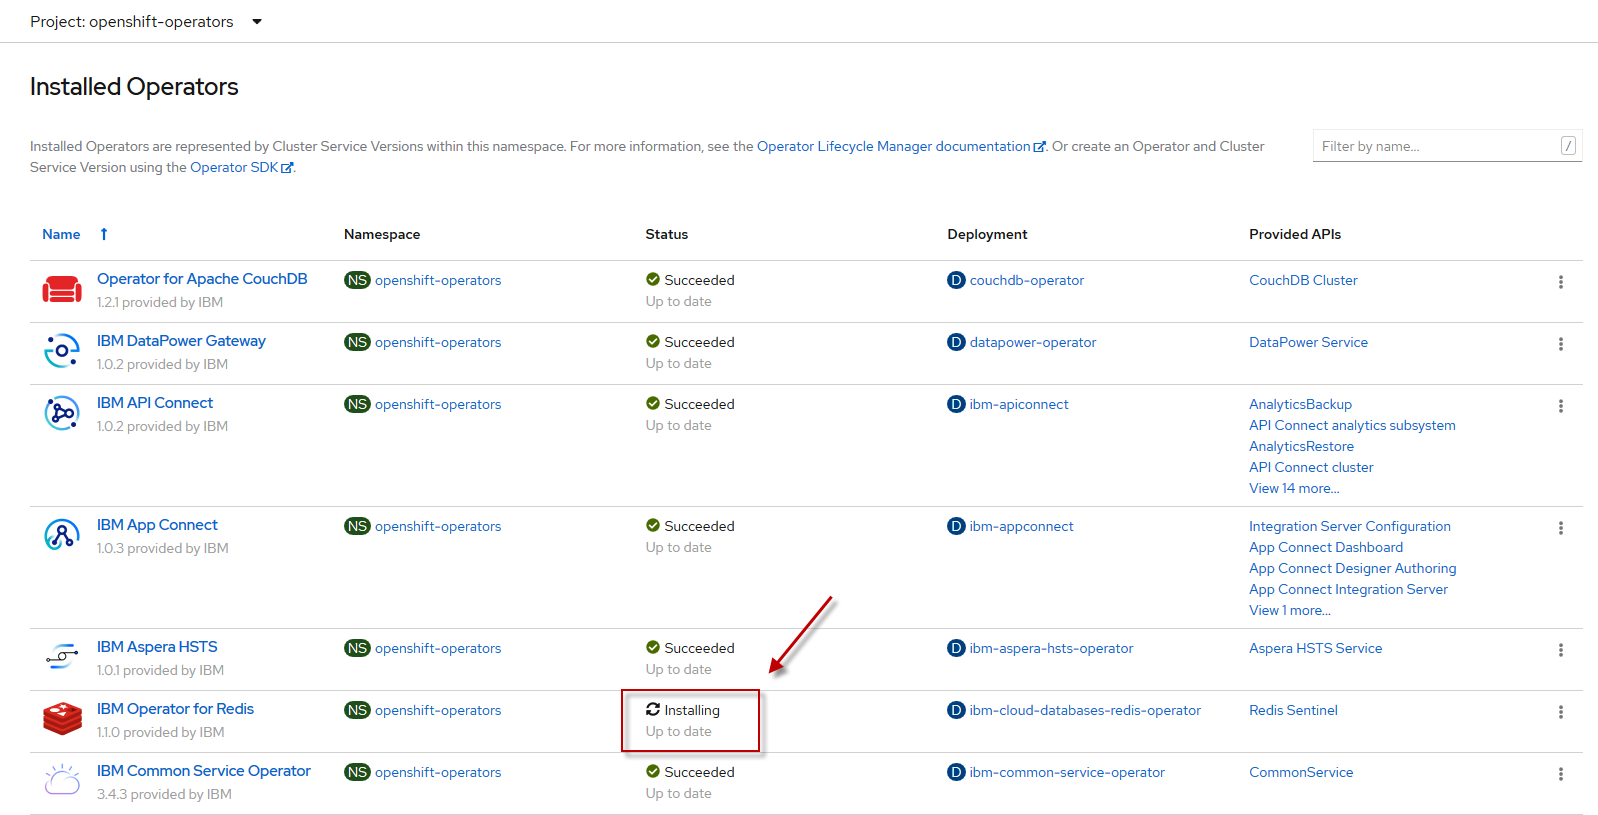 Project: openshift-operators
Installed Operators
Installed Operators are represented by Cluster Service Versions within this namespace. For more information, see the Operator Lifecycle Manager documentation. Or create an Operator and Cluster
Service Version using the Operator SDK.
Filter by name... /
Name Namespace Status Deployment Provided APIs
Operator for Apache CouchDB NS openshift-operators Succeeded D couchdb-operator CouchDB Cluster
1.2.1 provided by IBM Up to date
IBM DataPower Gateway NS openshift-operators Succeeded D datapower-operator DataPower Service
1.0.2 provided by IBM Up to date
IBM API Connect NS openshift-operators Succeeded D ibm-apiconnect AnalyticsBackup
1.0.2 provided by IBM Up to date API Connect analytics subsystem
AnalyticsRestore
API Connect cluster
View 14 more...
IBM App Connect NS openshift-operators Succeeded D ibm-appconnect Integration Server Configuration
1.0.3 provided by IBM Up to date App Connect Dashboard
App Connect Designer Authoring
App Connect Integration Server
View 1 more...
IBM Aspera HSTS NS openshift-operators Succeeded D ibm-aspera-hsts-operator Aspera HSTS Service
1.0.1 provided by IBM Up to date
IBM Operator for Redis NS openshift-operators Installing D ibm-cloud-databases-redis-operator Redis Sentinel
1.1.0 provided by IBM Up to date
IBM Common Service Operator NS openshift-operators Succeeded D ibm-common-service-operator CommonService
3.4.3 provided by IBM Up to date